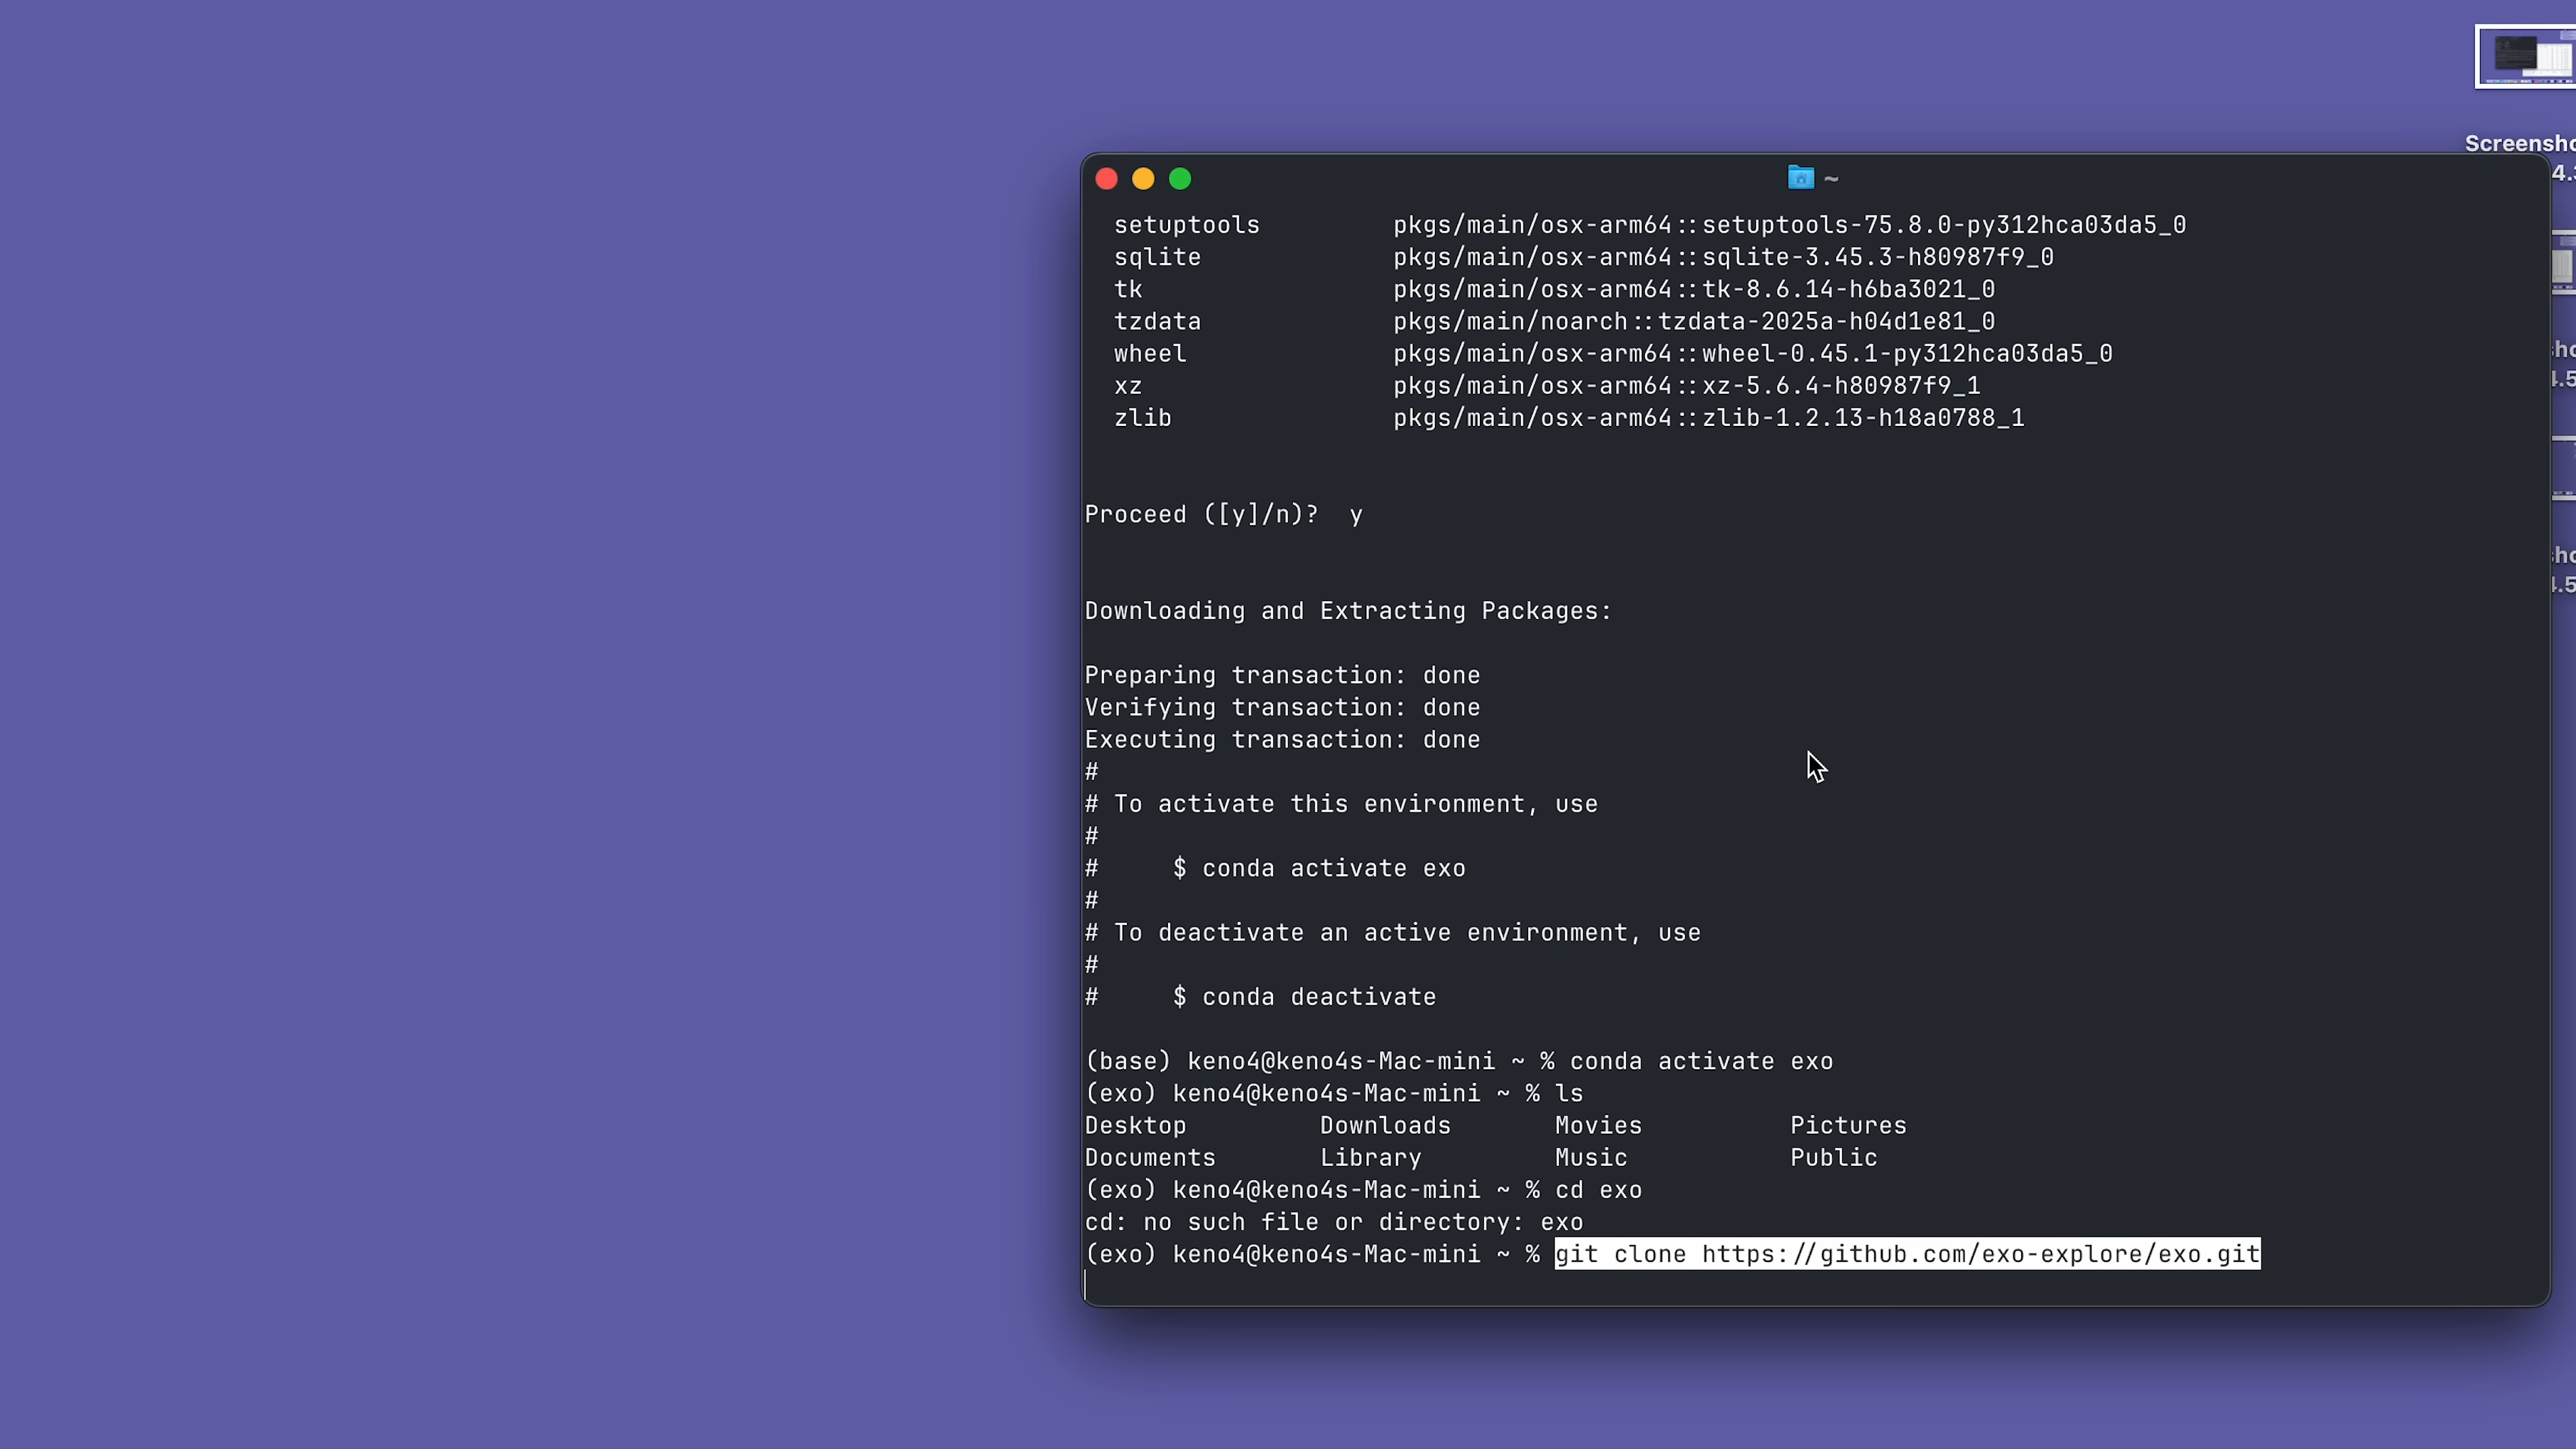 Screensho
4.3
~
setuptools pkgs/main/osx-arm64::setuptools-75.8.0-py312hca03da5_0
sqlite pkgs/main/osx-arm64::sqlite-3.45.3-h80987f9_0
tk pkgs/main/osx-arm64::tk-8.6.14-h6ba3021_0
tzdata pkgs/main/noarch::tzdata-2025a-h04d1e81_0
wheel pkgs/main/osx-arm64::wheel-0.45.1-py312hca03da5_0
xz pkgs/main/osx-arm64::xz-5.6.4-h80987f9_1
zlib pkgs/main/osx-arm64::zlib-1.2.13-h18a0788_1
Proceed ([y]/n)? y
Downloading and Extracting Packages:
Preparing transaction: done
Verifying transaction: done
Executing transaction: done
#
# To activate this environment, use
#
# $ conda activate exo
#
# To deactivate an active environment, use
#
# $ conda deactivate
(base) keno4@keno4s-Mac-mini ~ % conda activate exo
(exo) keno4@keno4s-Mac-mini ~ % ls
Desktop Downloads Movies Pictures
Documents Library Music Public
(exo) keno4@keno4s-Mac-mini ~ % cd exo
cd: no such file or directory: exo
(exo) keno4@keno4s-Mac-mini ~ % git clone https://github.com/exo-explore/exo.git